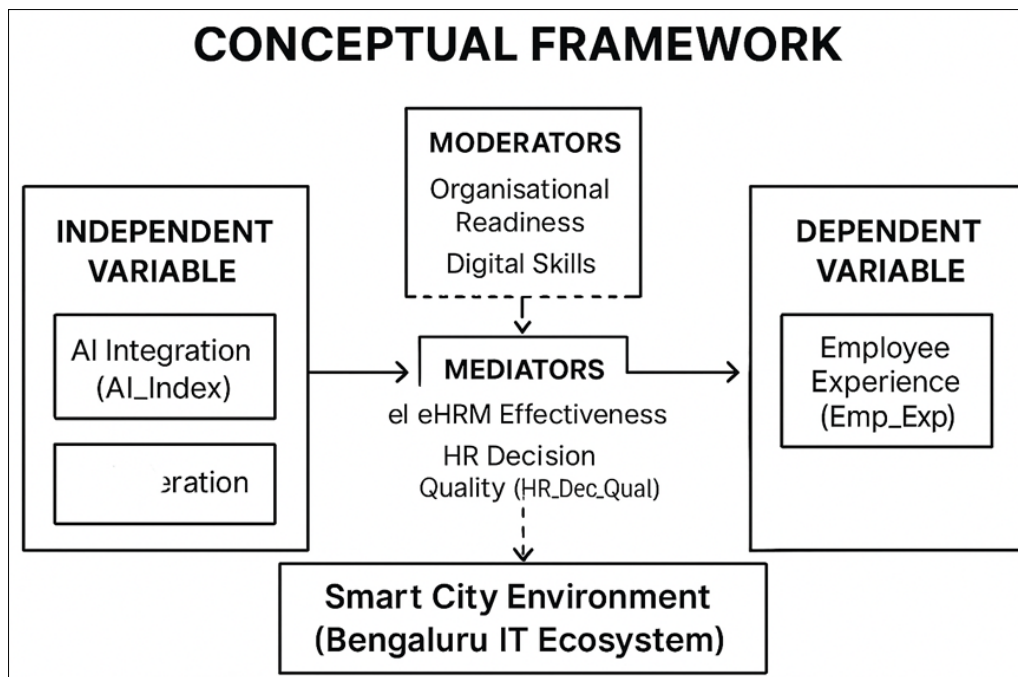 CONCEPTUAL FRAMEWORK
MODERATORS
Organisational
Readiness
Digital Skills
INDEPENDENT
VARIABLE
AI Integration
(AI_Index)
eration
MEDIATORS
el eHRM Effectiveness
HR Decision
Quality (HR_Dec_Qual)
DEPENDENT
VARIABLE
Employee
Experience
(Emp_Exp)
Smart City Environment
(Bengaluru IT Ecosystem)